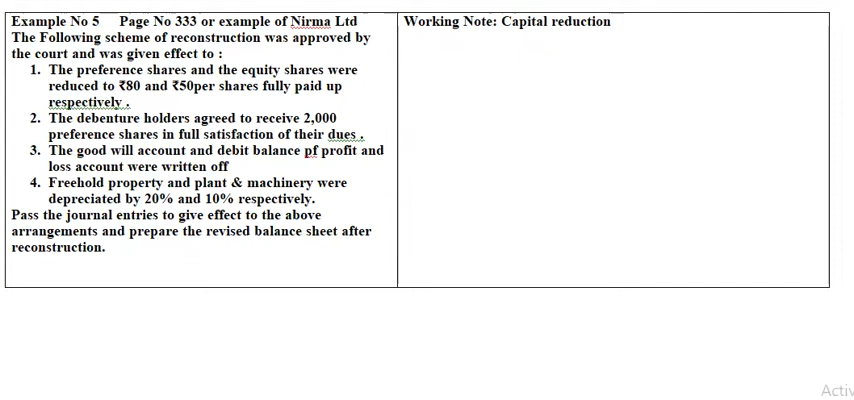 Example No 5 Page No 333 or example of Nirma Ltd
The Following scheme of reconstruction was approved by
the court and was given effect to :
1. The preference shares and the equity shares were
reduced to ₹80 and ₹50per shares fully paid up
respectively .
2. The debenture holders agreed to receive 2,000
preference shares in full satisfaction of their dues .
3. The good will account and debit balance pf profit and
loss account were written off
4. Freehold property and plant & machinery were
depreciated by 20% and 10% respectively.
Pass the journal entries to give effect to the above
arrangements and prepare the revised balance sheet after
reconstruction.
Working Note: Capital reduction
Activ